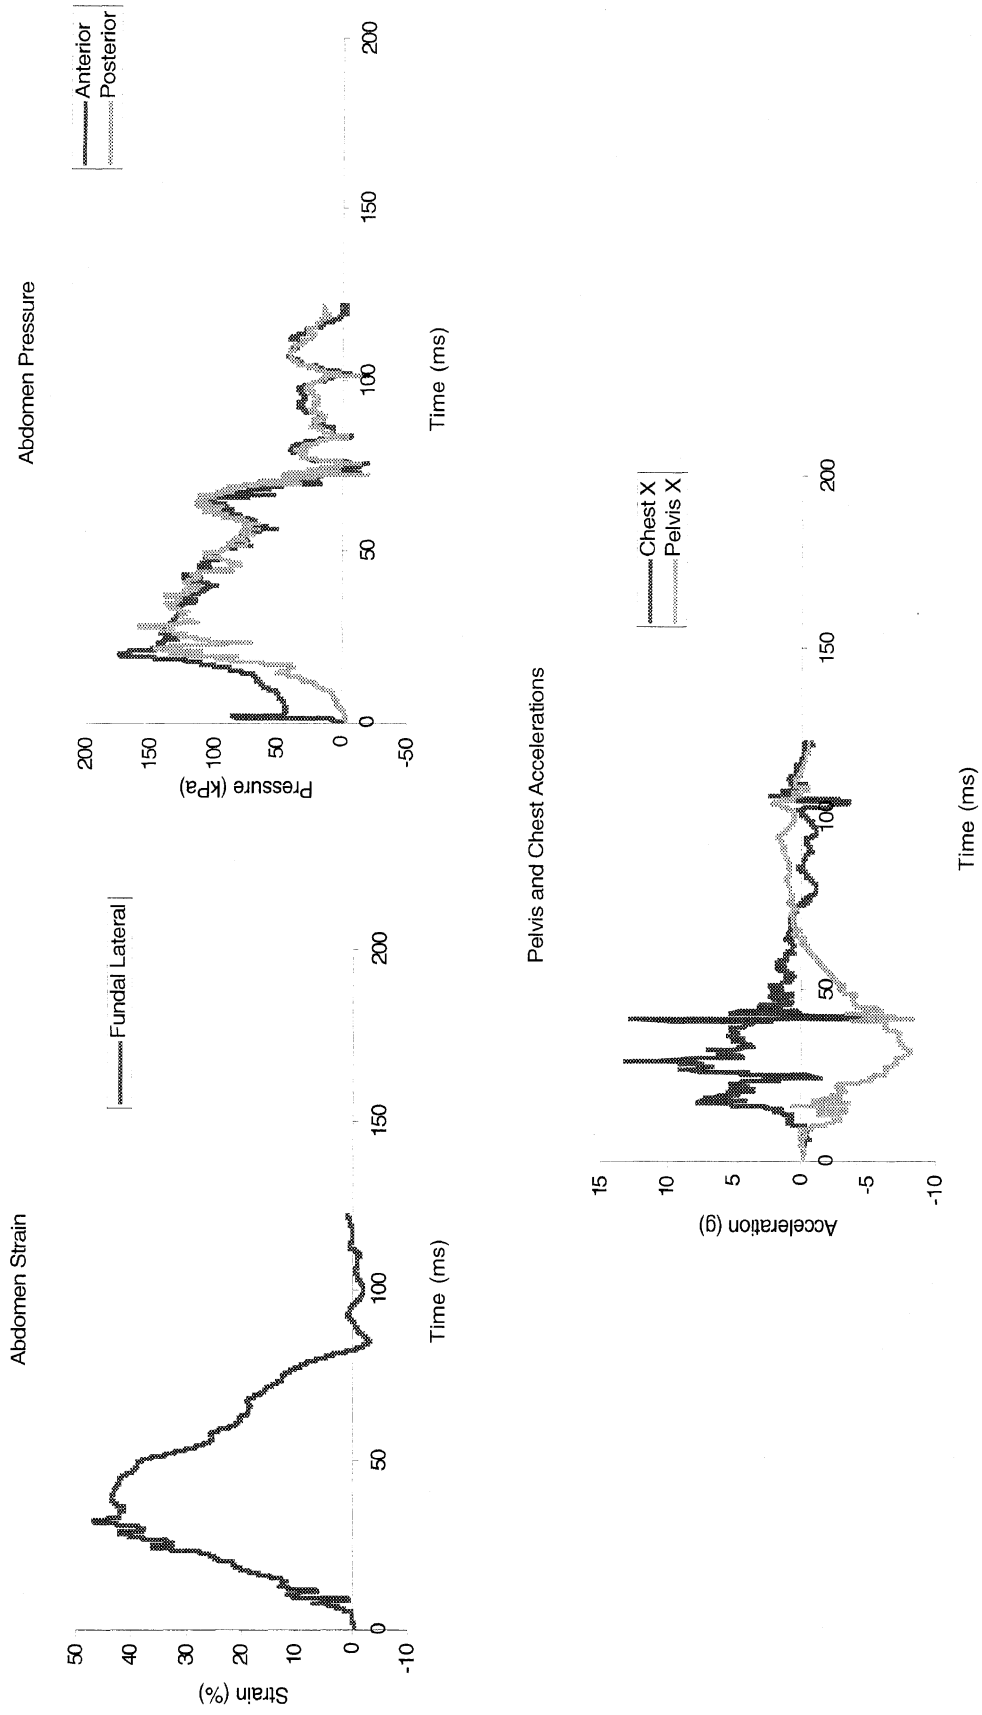 Abdomen Strain
Fundal Lateral
50
40
30
20
10
0
-10
Strain (%)
0
50
100
150
200
Time (ms)
Abdomen Pressure
Anterior
Posterior
200
150
100
50
0
-50
Pressure (kPa)
0
50
100
150
200
Time (ms)
Pelvis and Chest Accelerations
Chest X
Pelvis X
15
10
5
0
-5
-10
Acceleration (g)
0
50
100
150
200
Time (ms)